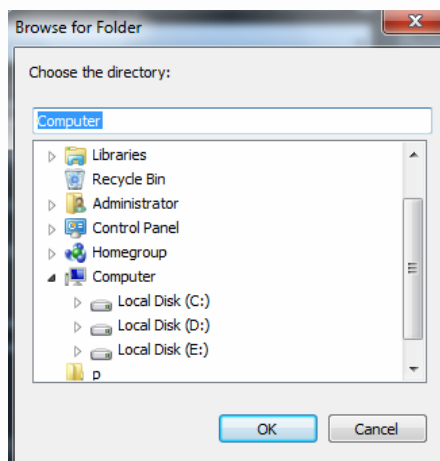 Browse for Folder
Choose the directory:
Computer
Libraries
Recycle Bin
Administrator
Control Panel
Homegroup
Computer
Local Disk (C:)
Local Disk (D:)
Local Disk (E:)
p
OK
Cancel